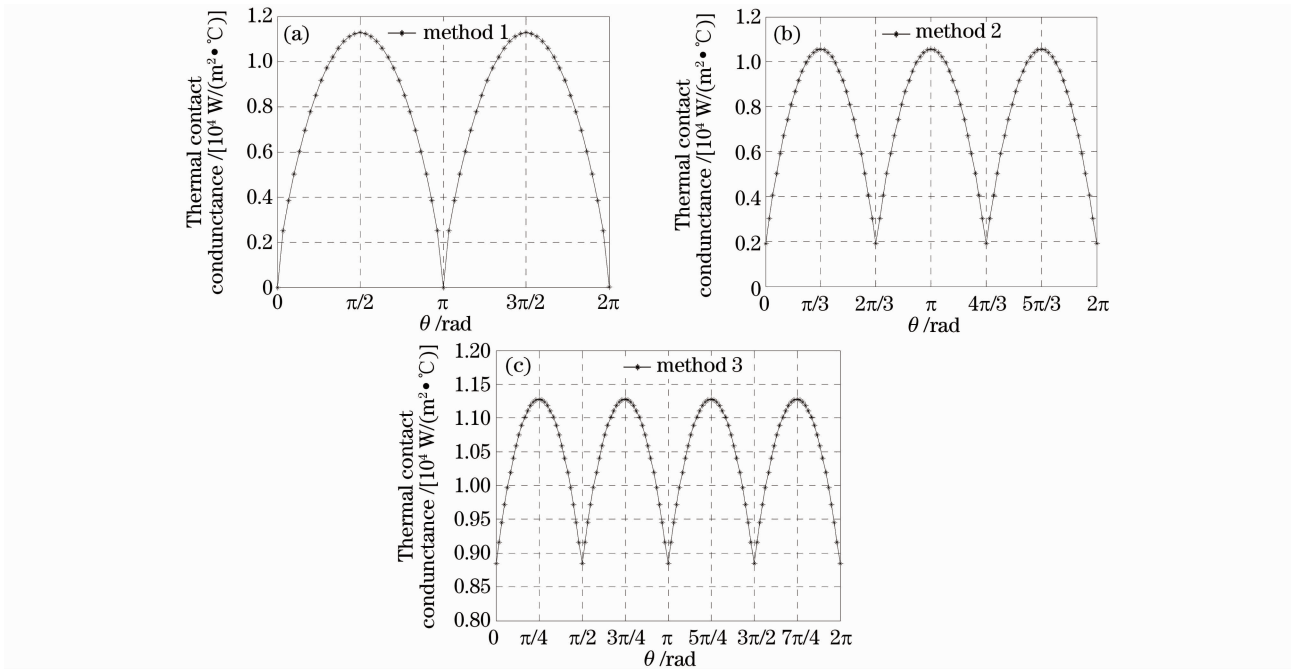 (a)
method 1
Thermal contact
condunctance /[10⁴ W/(m²•℃)]
1.2
1.0
0.8
0.6
0.4
0.2
0
0 π/2 π 3π/2 2π
θ/rad
(b)
method 2
Thermal contact
condunctance /[10⁴ W/(m²•℃)]
1.2
1.0
0.8
0.6
0.4
0.2
0
0 π/3 2π/3 π 4π/3 5π/3 2π
θ/rad
(c)
method 3
Thermal contact
conductance /[10⁴ W/(m²•℃)]
1.20
1.15
1.10
1.05
1.00
0.95
0.90
0.85
0.80
0 π/4 π/2 3π/4 π 5π/4 3π/2 7π/4 2π
θ/rad